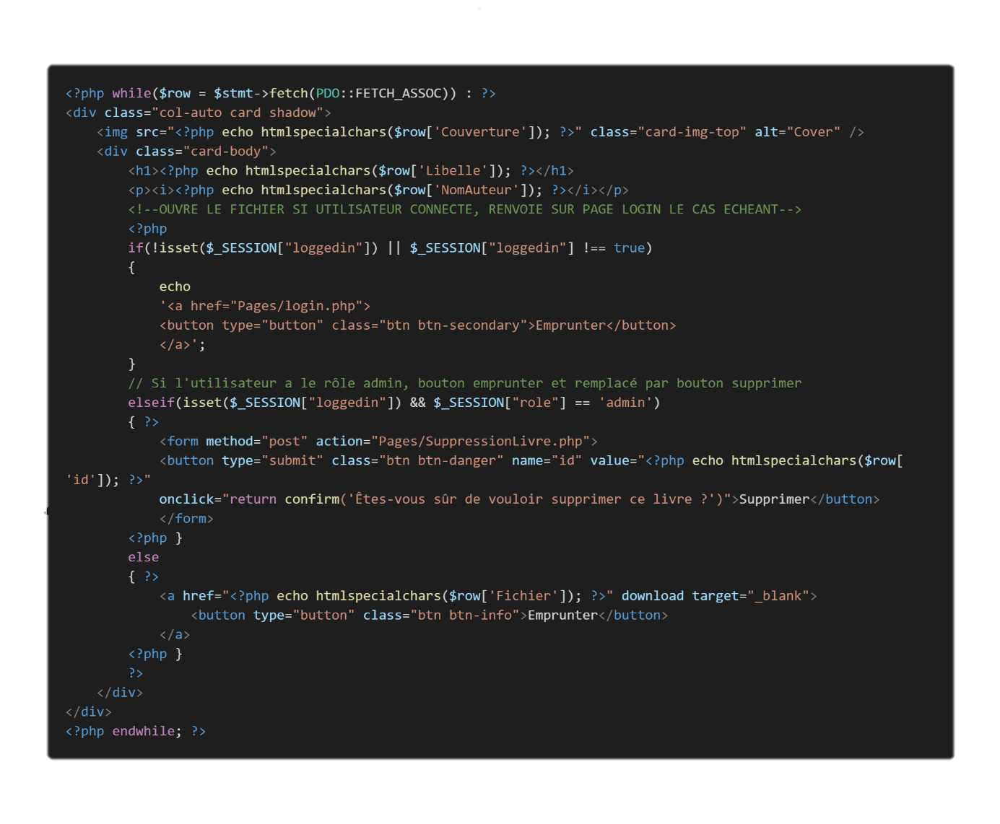 <?php while($row = $stmt->fetch(PDO::FETCH_ASSOC)) : ?>
<div class="col-auto card shadow">
    <img src="<?php echo htmlspecialchars($row['Couverture']); ?>" class="card-img-top" alt="Cover" />
    <div class="card-body">
        <h1><?php echo htmlspecialchars($row['Libelle']); ?></h1>
        <p><i><?php echo htmlspecialchars($row['NomAuteur']); ?></i></p>
        <!--OUVRE LE FICHIER SI UTILISATEUR CONNECTE, RENVOIE SUR PAGE LOGIN LE CAS ECHEANT-->
        <?php
        if(!isset($_SESSION["loggedin"]) || $_SESSION["loggedin"] !== true)
        {
            echo
            '<a href="Pages/login.php">
            <button type="button" class="btn btn-secondary">Emprunter</button>
            </a>';
        }
        // Si l'utilisateur a le rôle admin, bouton emprunter et remplacé par bouton supprimer
        elseif(isset($_SESSION["loggedin"]) && $_SESSION["role"] == 'admin')
        { ?>
            <form method="post" action="Pages/SuppressionLivre.php">
            <button type="submit" class="btn btn-danger" name="id" value="<?php echo htmlspecialchars($row[
'id']); ?>"
            onclick="return confirm('Êtes-vous sûr de vouloir supprimer ce livre ?')">Supprimer</button>
            </form>
        <?php }
        else
        { ?>
            <a href="<?php echo htmlspecialchars($row['Fichier']); ?>" download target="_blank">
                <button type="button" class="btn btn-info">Emprunter</button>
            </a>
        <?php }
        ?>
    </div>
</div>
<?php endwhile; ?>